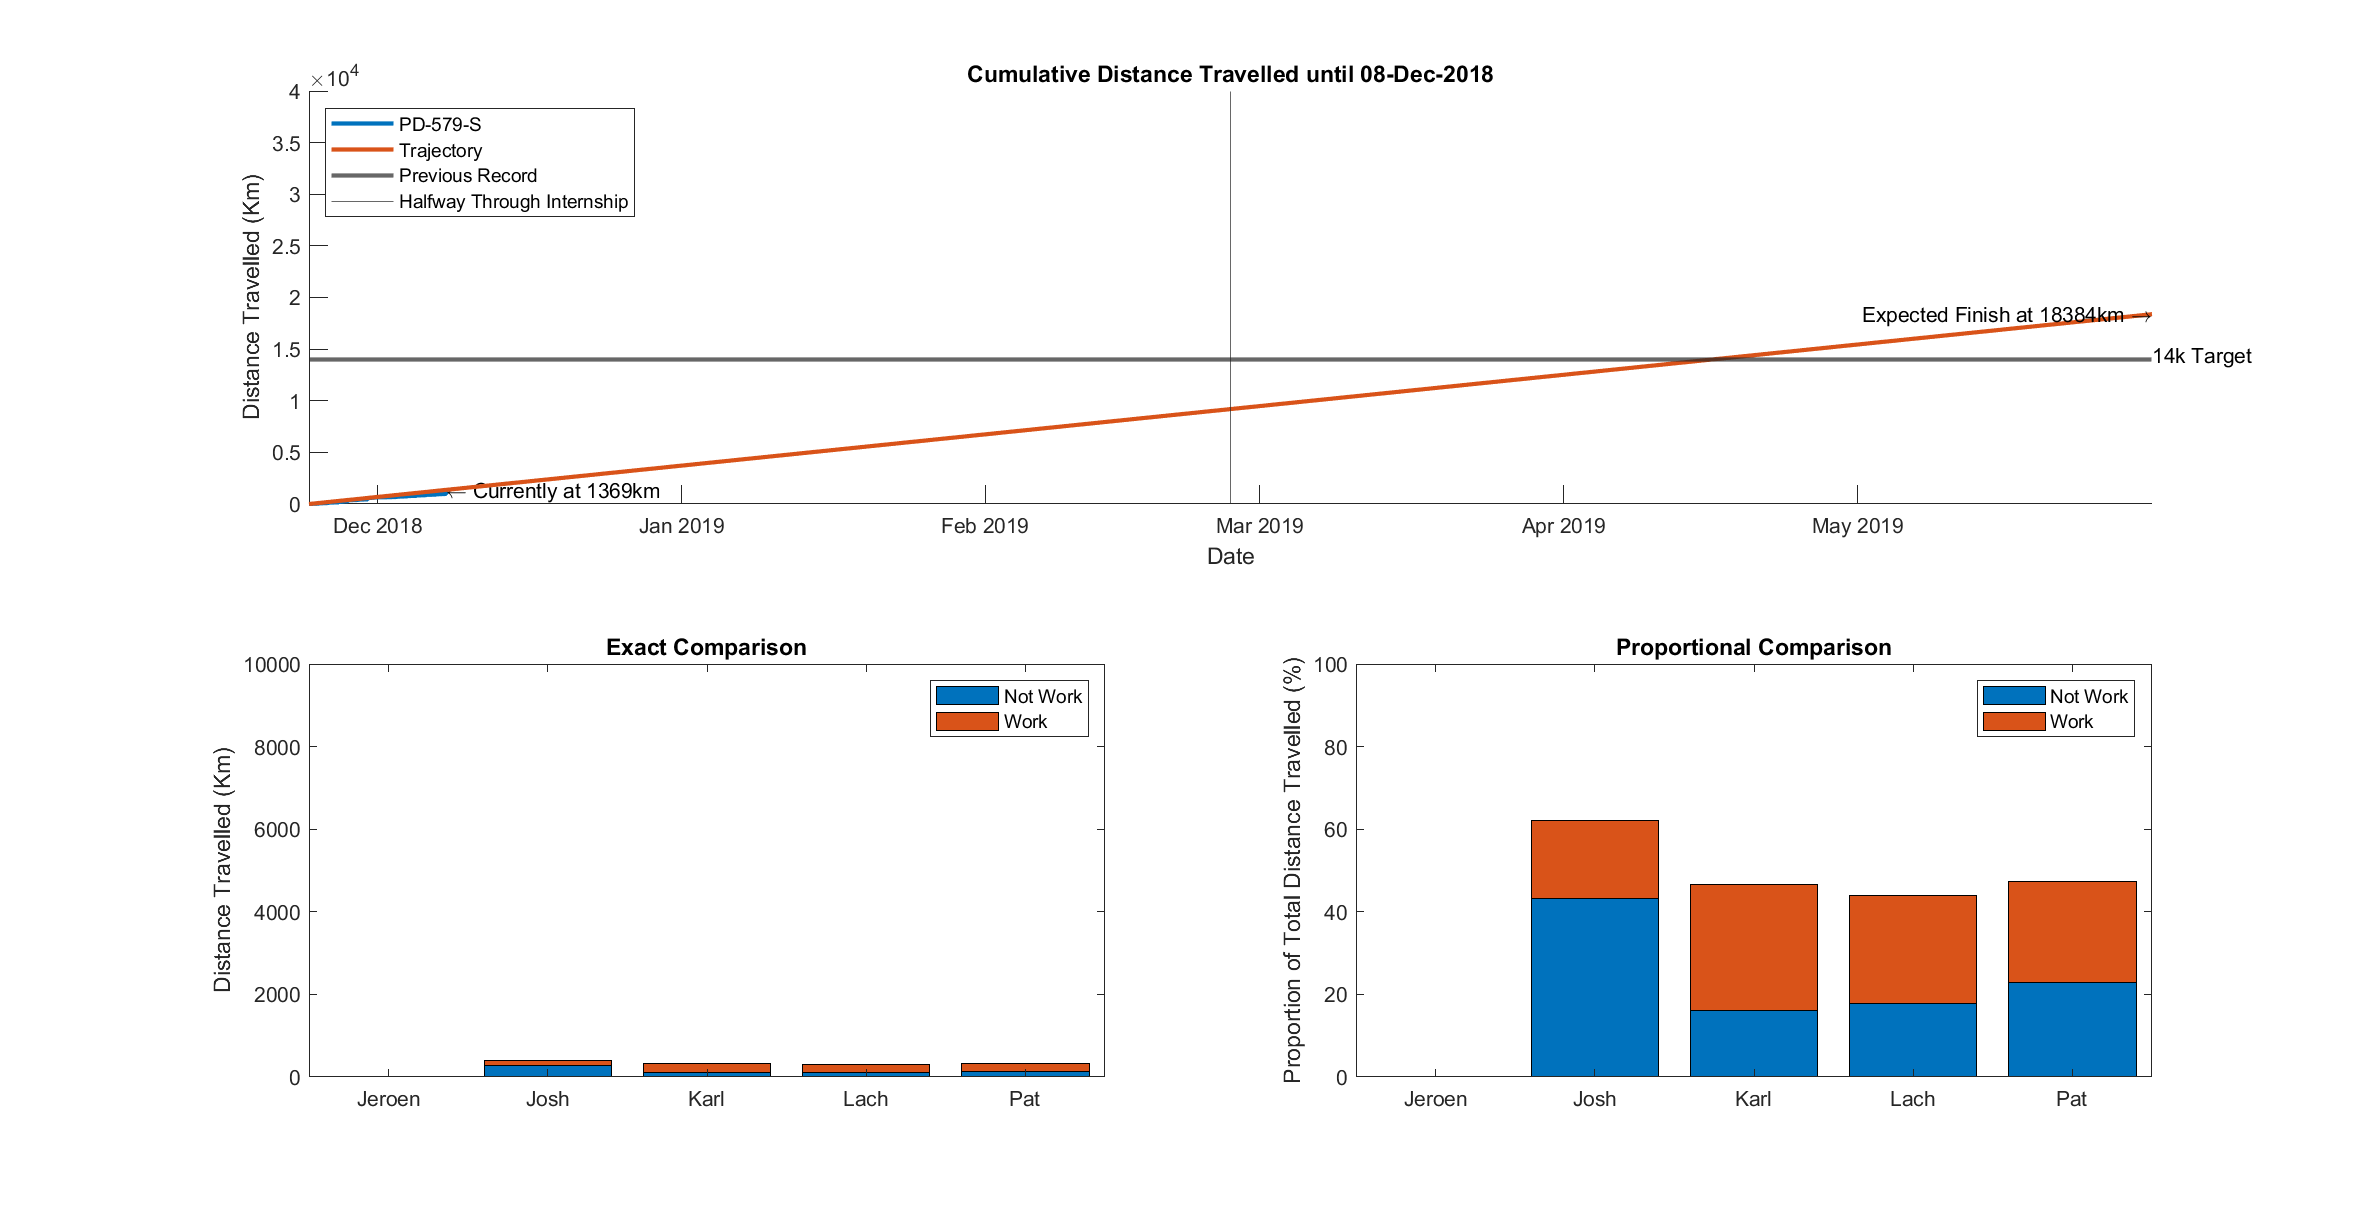 Cumulative Distance Travelled until 08-Dec-2018
×10^4
4
3.5
3
2.5
2
1.5
1
0.5
0
Distance Travelled (Km)
PD-579-S
Trajectory
Previous Record
Halfway Through Internship
Expected Finish at 18384km
14k Target
Currently at 1369km
Dec 2018 Jan 2019 Feb 2019 Mar 2019 Apr 2019 May 2019
Date
Exact Comparison
10000
8000
6000
4000
2000
0
Distance Travelled (Km)
Not Work
Work
Jeroen Josh Karl Lach Pat
Proportional Comparison
100
80
60
40
20
0
Proportion of Total Distance Travelled (%)
Not Work
Work
Jeroen Josh Karl Lach Pat